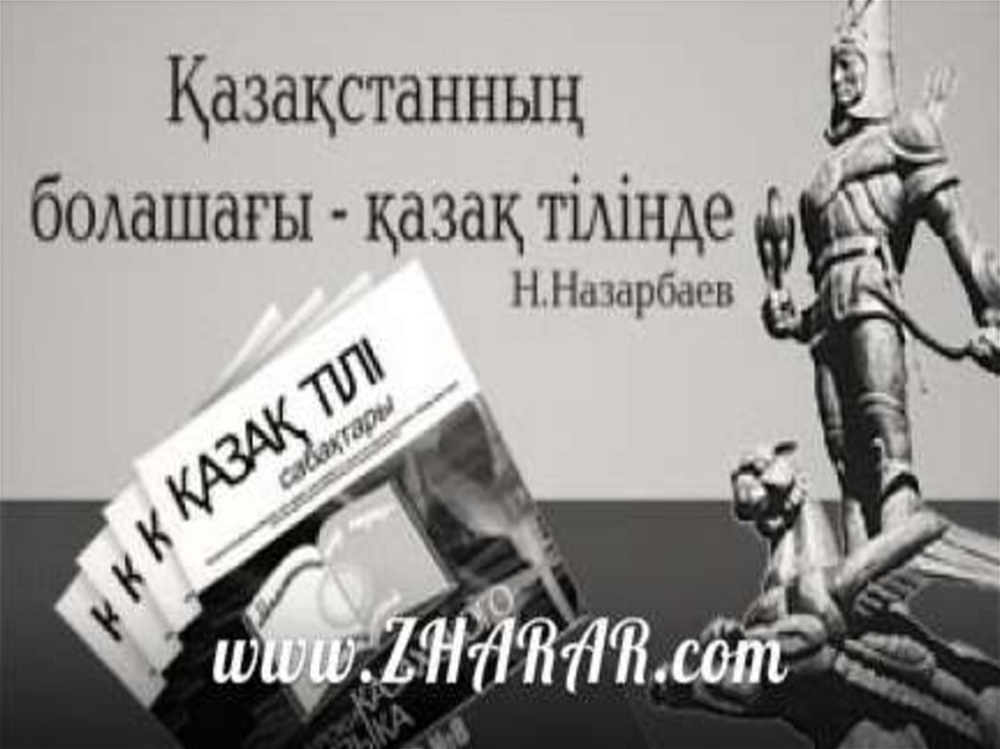 Қазақстанның
болашағы - қазақ тілінде
Н.Назарбаев
ҚАЗАҚ ТІЛІ
сабақтары
К К К
www.ZHARAR.com